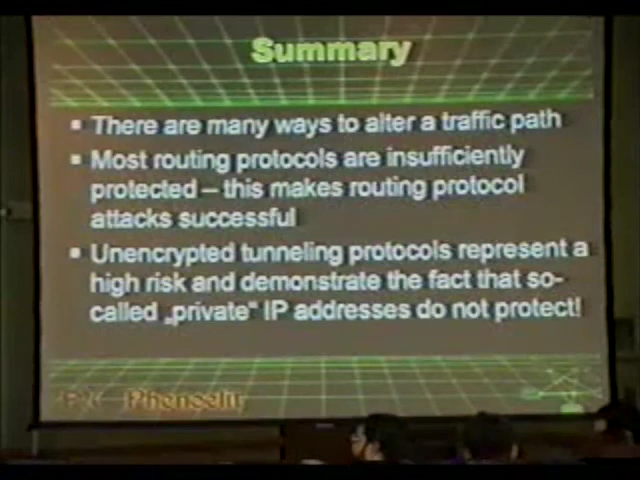 Summary
There are many ways to alter a traffic path
Most routing protocols are insufficiently
protected – this makes routing protocol
attacks successful
Unencrypted tunneling protocols represent a
high risk and demonstrate the fact that so-
called „private“ IP addresses do not protect!
Phenoelit